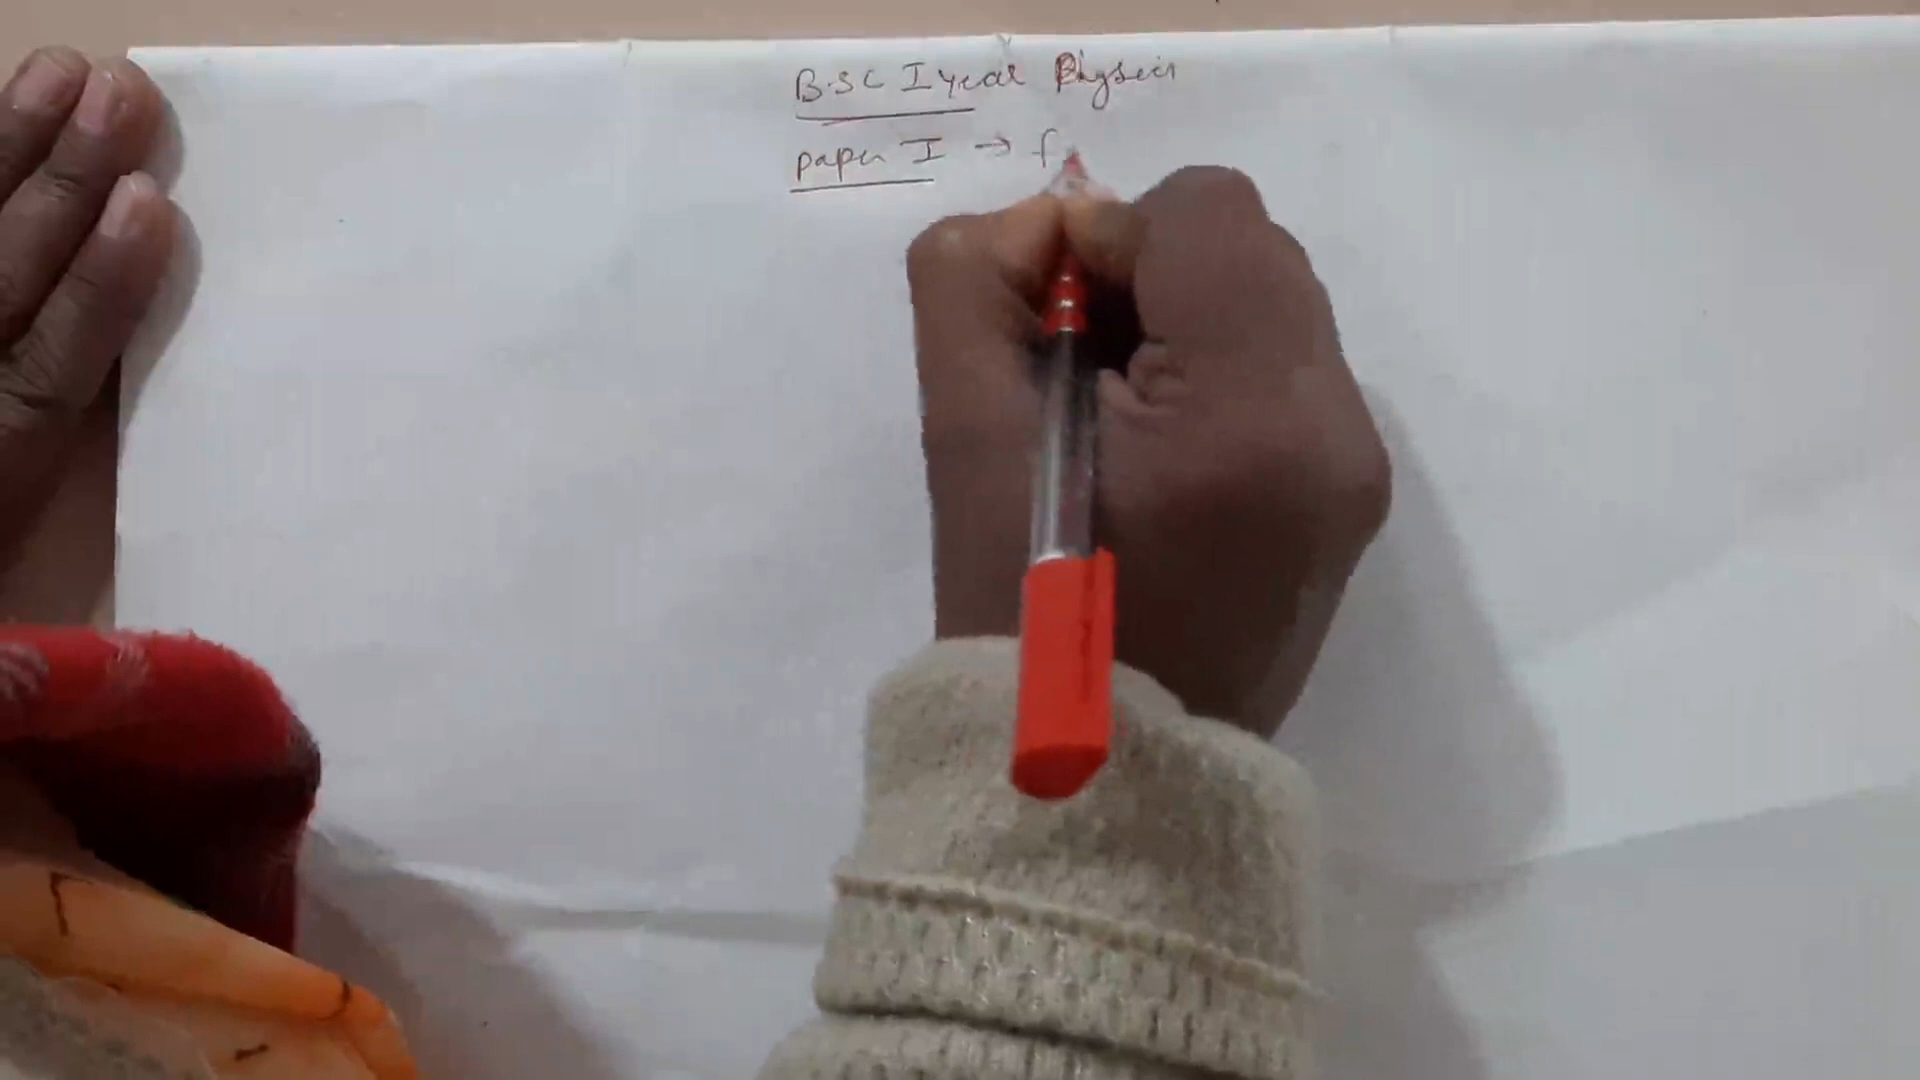 B.SC I year Physics
paper I → f